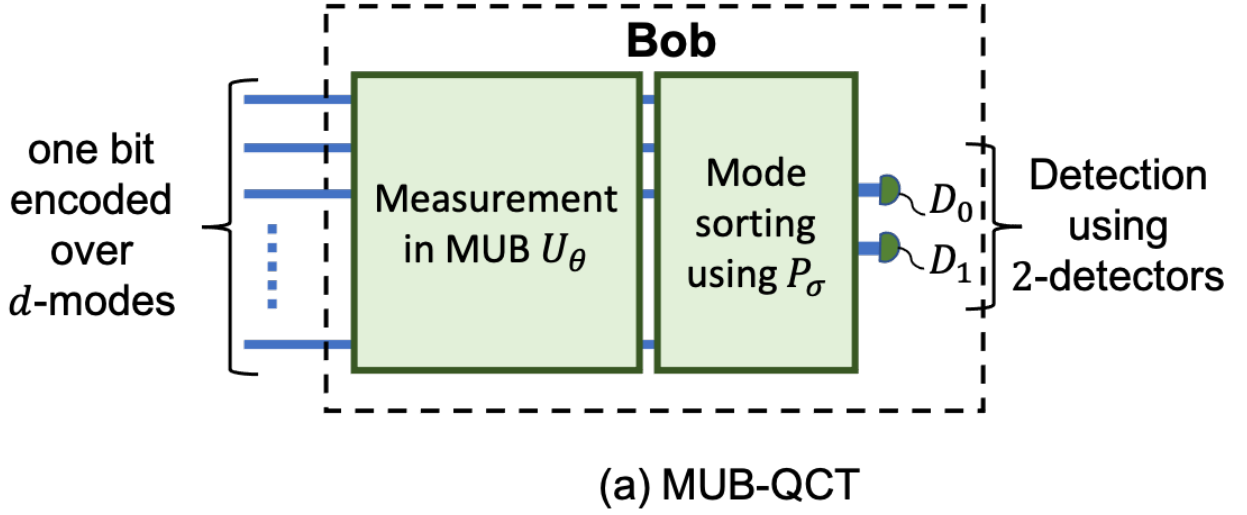 Bob
one bit
encoded
over
d-modes
Measurement
in MUB U_θ
Mode
sorting
using P_σ
D_0
D_1
Detection
using
2-detectors
(a) MUB-QCT